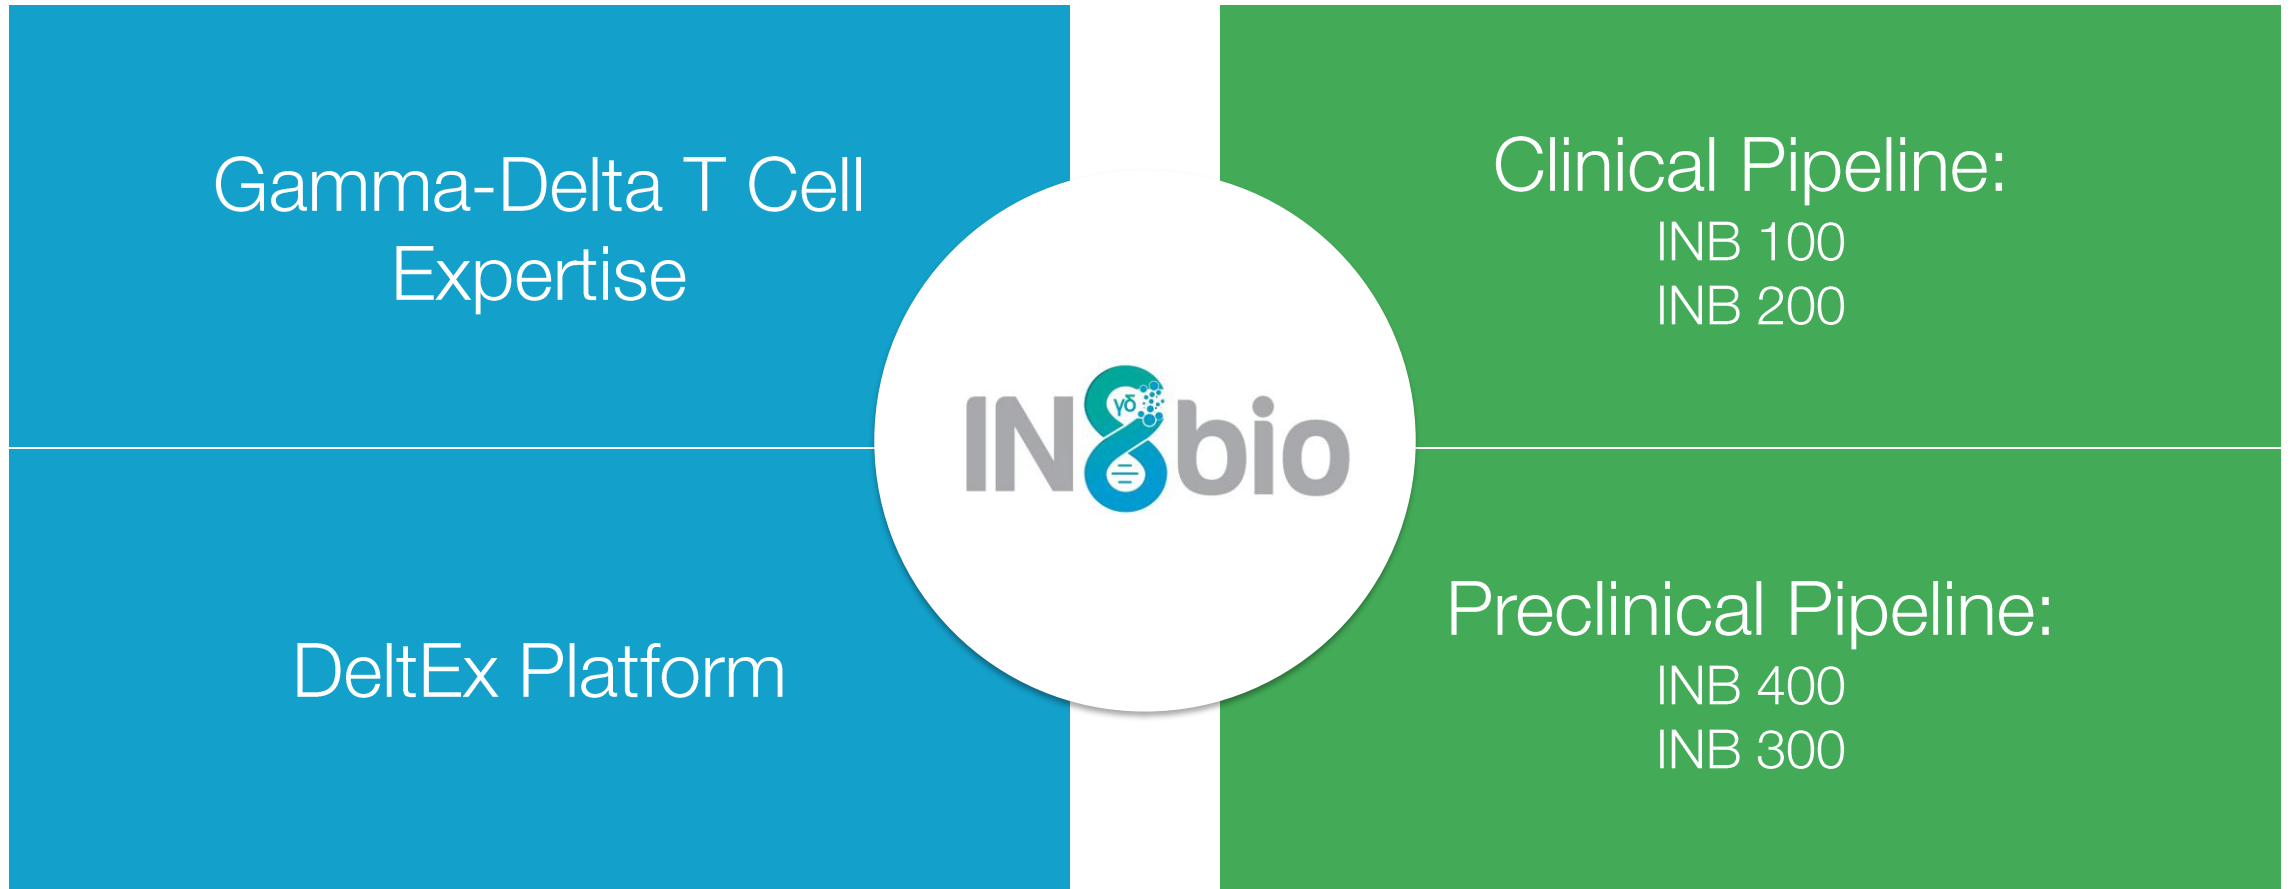 Gamma-Delta T Cell
Expertise
Clinical Pipeline:
INB 100
INB 200
IN8bio
γδ
DeltEx Platform
Preclinical Pipeline:
INB 400
INB 300